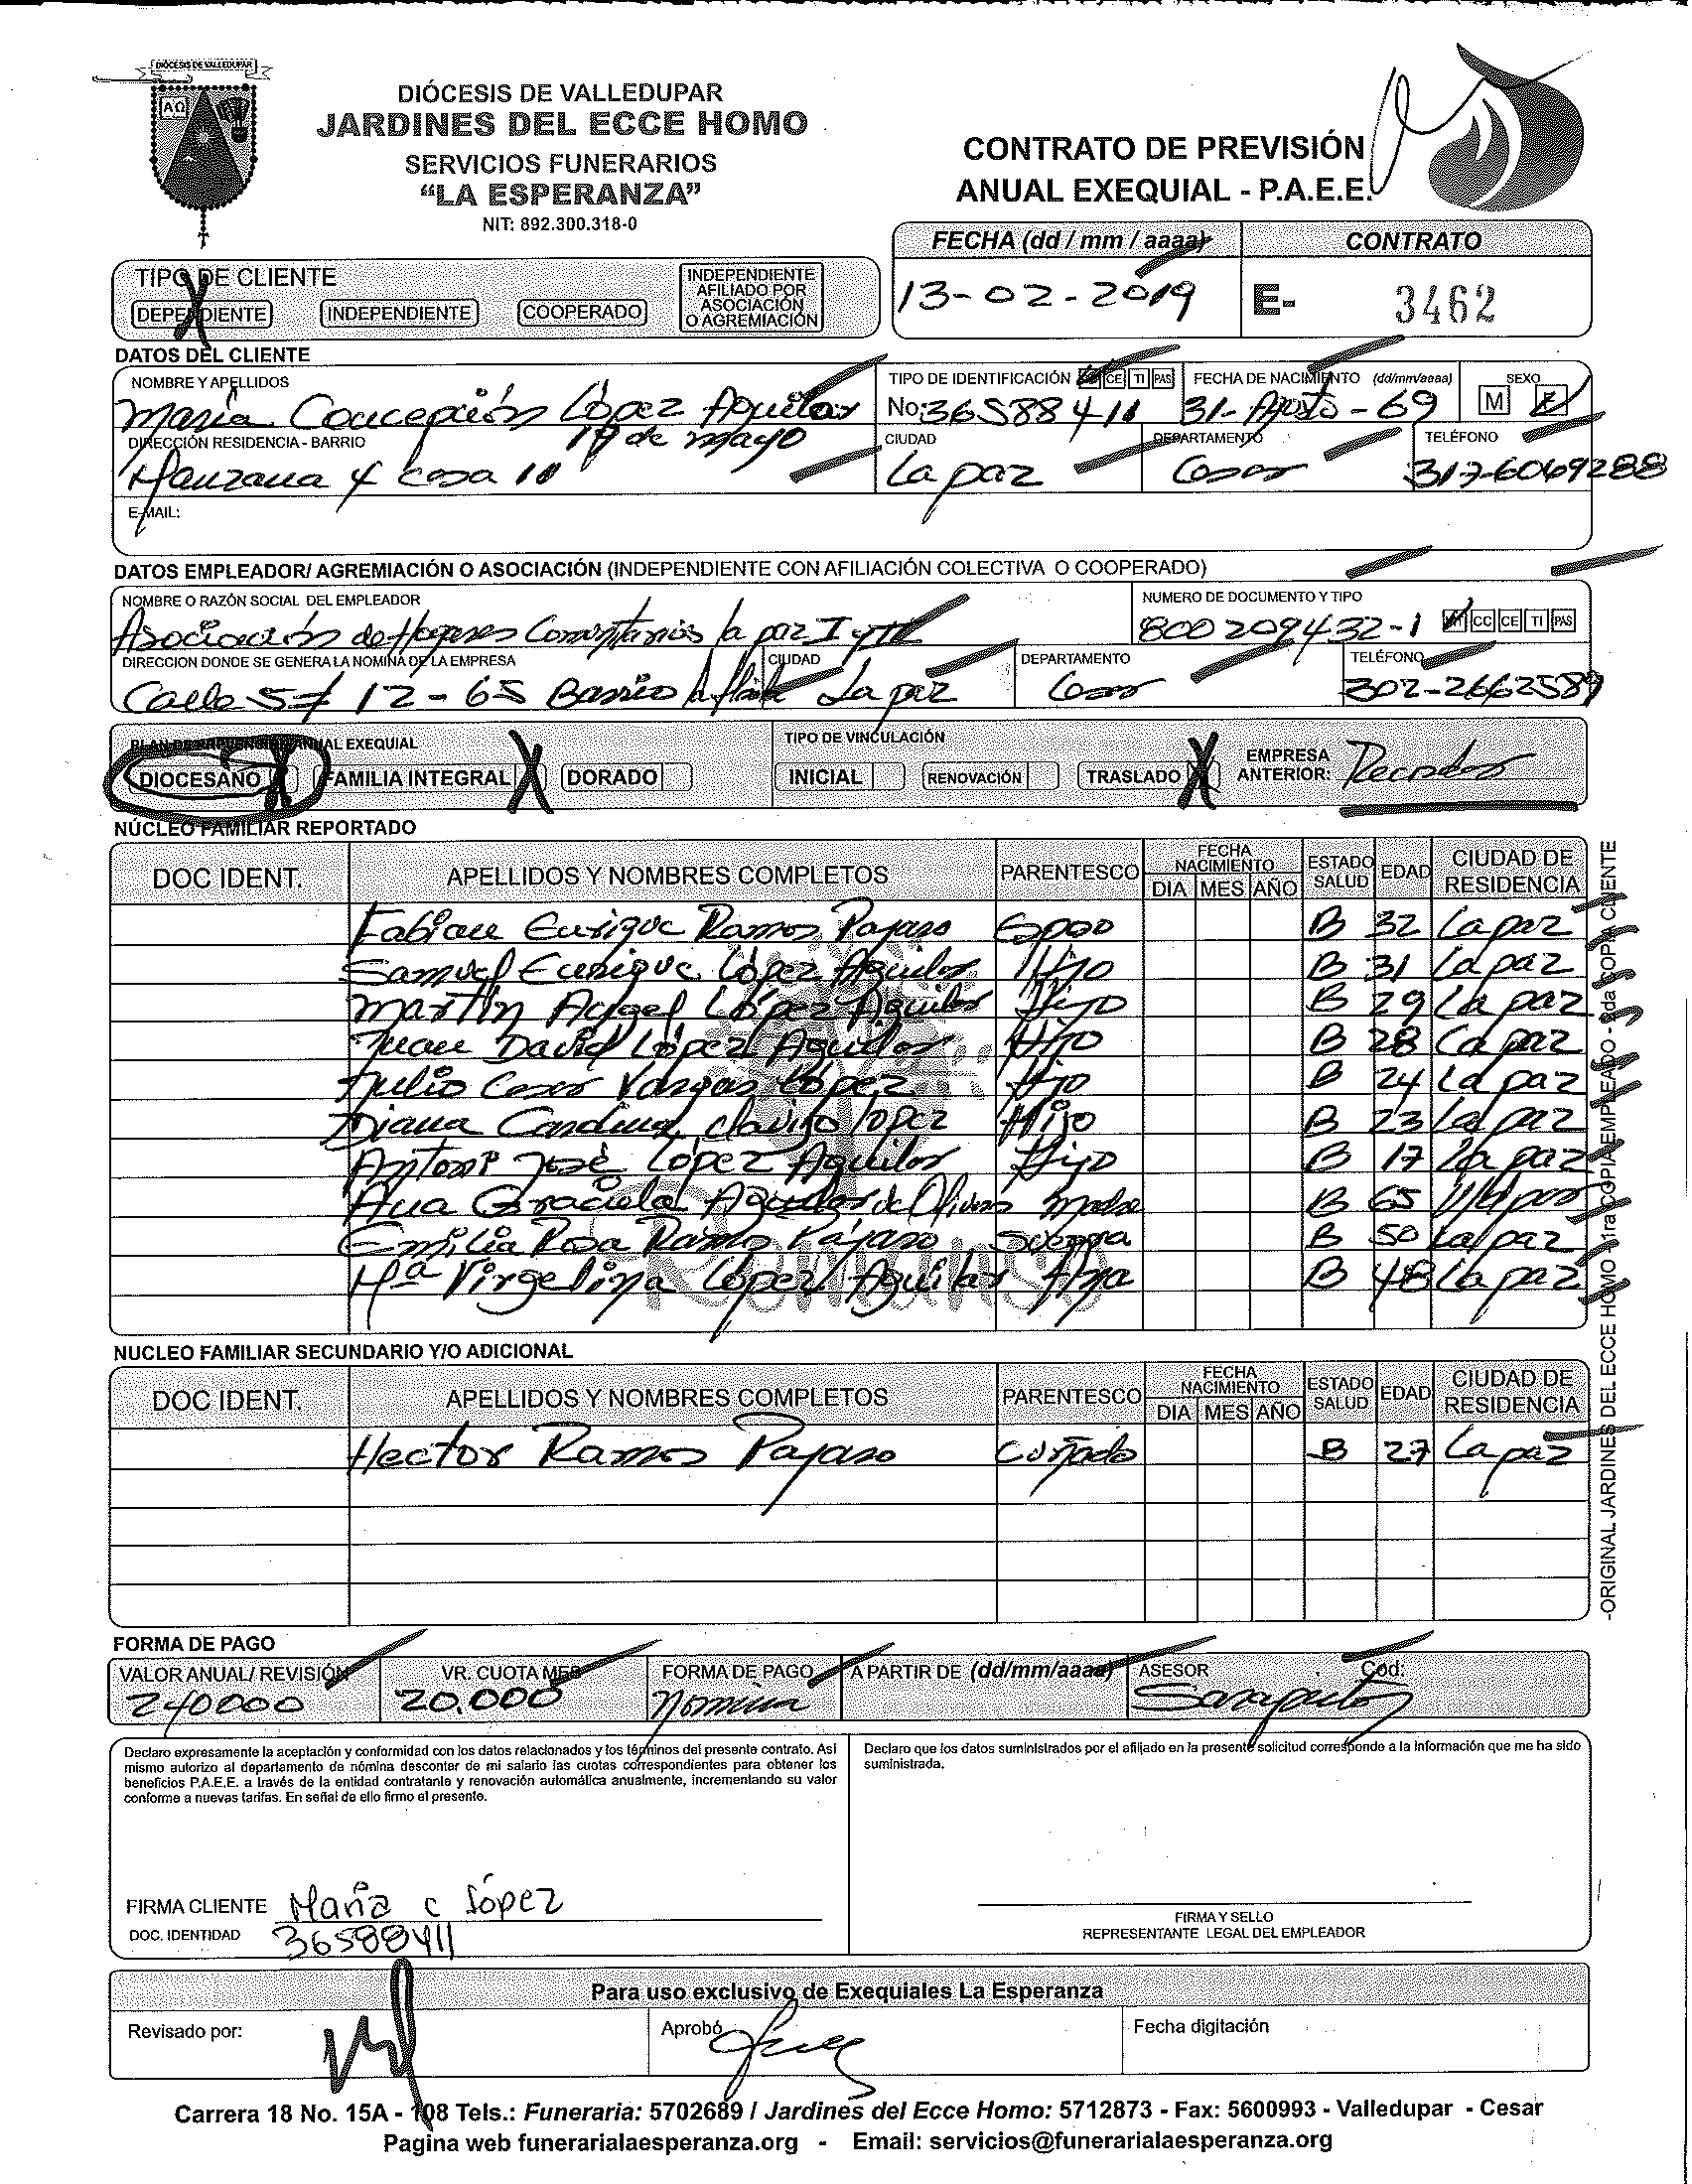 DIÓCESIS DE VALLEDUPAR
ΑΩ
DIÓCESIS DE VALLEDUPAR
JARDINES DEL ECCE HOMO
SERVICIOS FUNERARIOS
“LA ESPERANZA”
NIT: 892.300.318-0
CONTRATO DE PREVISIÓN
ANUAL EXEQUIAL - P.A.E.E.
FECHA (dd / mm / aaaa) CONTRATO
13-02-2019 E- 3462
TIPO DE CLIENTE
DEPENDIENTE INDEPENDIENTE COOPERADO INDEPENDIENTE AFILIADO POR ASOCIACIÓN O AGREMIACIÓN
DATOS DEL CLIENTE
NOMBRE Y APELLIDOS TIPO DE IDENTIFICACIÓN CE TI PAS FECHA DE NACIMIENTO (dd/mm/aaaa) SEXO
María Concepción López Aguilar No: 36588411 31-Agosto-69 M
DIRECCIÓN RESIDENCIA - BARRIO 19 de mayo CIUDAD DEPARTAMENTO TELÉFONO
Manzana 4 casa 10 La paz Cesar 317-6069288
E-MAIL:
DATOS EMPLEADOR/ AGREMIACIÓN O ASOCIACIÓN (INDEPENDIENTE CON AFILIACIÓN COLECTIVA O COOPERADO)
NOMBRE O RAZÓN SOCIAL DEL EMPLEADOR NUMERO DE DOCUMENTO Y TIPO
Asociación de Hogares Comunitarios la paz I y II 800209432-1 CC CE TI PAS
DIRECCION DONDE SE GENERA LA NOMINA DE LA EMPRESA CIUDAD DEPARTAMENTO TELÉFONO
Calle 5 # 12-65 Barrio La paz Cesar 302-2662589
PLAN DE PREVENCIÓN ANUAL EXEQUIAL TIPO DE VINCULACIÓN
DIOCESANO X FAMILIA INTEGRAL X DORADO INICIAL RENOVACIÓN TRASLADO X EMPRESA ANTERIOR: Recordar
NÚCLEO FAMILIAR REPORTADO
DOC IDENT. APELLIDOS Y NOMBRES COMPLETOS PARENTESCO FECHA NACIMIENTO DIA MES AÑO ESTADO SALUD EDAD CIUDAD DE RESIDENCIA
Fabian Enrique Ramos Pajaro Esposo B 32 La paz
Samuel Enrique López Aguilar Hijo B 31 La paz
Martín Angel López Aguilar Hijo B 29 La paz
Juan David López Aguilar Hijo B 28 La paz
Julio Cesar Vargas López Hijo B 24 La paz
Diana Carolina Clavijo lopez Hijo B 23 La paz
Antoni José López Aguilar Hijo B 17 La paz
Ana Graciela Aguilar de Olivero madre B 65 V/dpar
Emilia Rosa Ramos Pájaro Suegra B 50 La paz
Mª Virgelina López Aguilar Hna B 48 La paz
NUCLEO FAMILIAR SECUNDARIO Y/O ADICIONAL
DOC IDENT. APELLIDOS Y NOMBRES COMPLETOS PARENTESCO FECHA NACIMIENTO DIA MES AÑO ESTADO SALUD EDAD CIUDAD DE RESIDENCIA
Hector Ramos Pajaro Cuñado B 27 La paz
FORMA DE PAGO
VALOR ANUAL/ REVISIÓN VR. CUOTA MES FORMA DE PAGO A PARTIR DE (dd/mm/aaaa) ASESOR Cod:
240000 20.000 Nomina
Declaro expresamente la aceptación y conformidad con los datos relacionados y los términos del presente contrato. Asi
mismo autorizo al departamento de nómina descontar de mi salario las cuotas correspondientes para obtener los
beneficios P.A.E.E. a través de la entidad contratante y renovación automática anualmente, incrementando su valor
conforme a nuevas tarifas. En señal de ello firmo el presente.
Declaro que los datos suministrados por el afiliado en la presente solicitud corresponde a la información que me ha sido
suministrada.
FIRMA CLIENTE María C López
DOC. IDENTIDAD 36588411
FIRMA Y SELLO
REPRESENTANTE LEGAL DEL EMPLEADOR
Para uso exclusivo de Exequiales La Esperanza
Revisado por: Aprobó Fecha digitación
Carrera 18 No. 15A - 108 Tels.: Funeraria: 5702689 / Jardines del Ecce Homo: 5712873 - Fax: 5600993 - Valledupar - Cesar
Pagina web funerarialaesperanza.org - Email: servicios@funerarialaesperanza.org
-ORIGINAL JARDINES DEL ECCE HOMO 1ra COPIA EMPLEADO - 2da COPIA CLIENTE